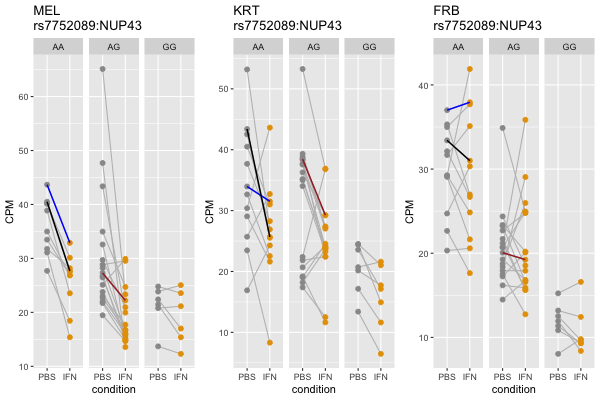 MEL
rs7752089:NUP43
AA AG GG
CPM
60
50
40
30
20
10
PBS IFN PBS IFN PBS IFN
condition
KRT
rs7752089:NUP43
AA AG GG
CPM
50
40
30
20
10
PBS IFN PBS IFN PBS IFN
condition
FRB
rs7752089:NUP43
AA AG GG
CPM
40
30
20
10
PBS IFN PBS IFN PBS IFN
condition